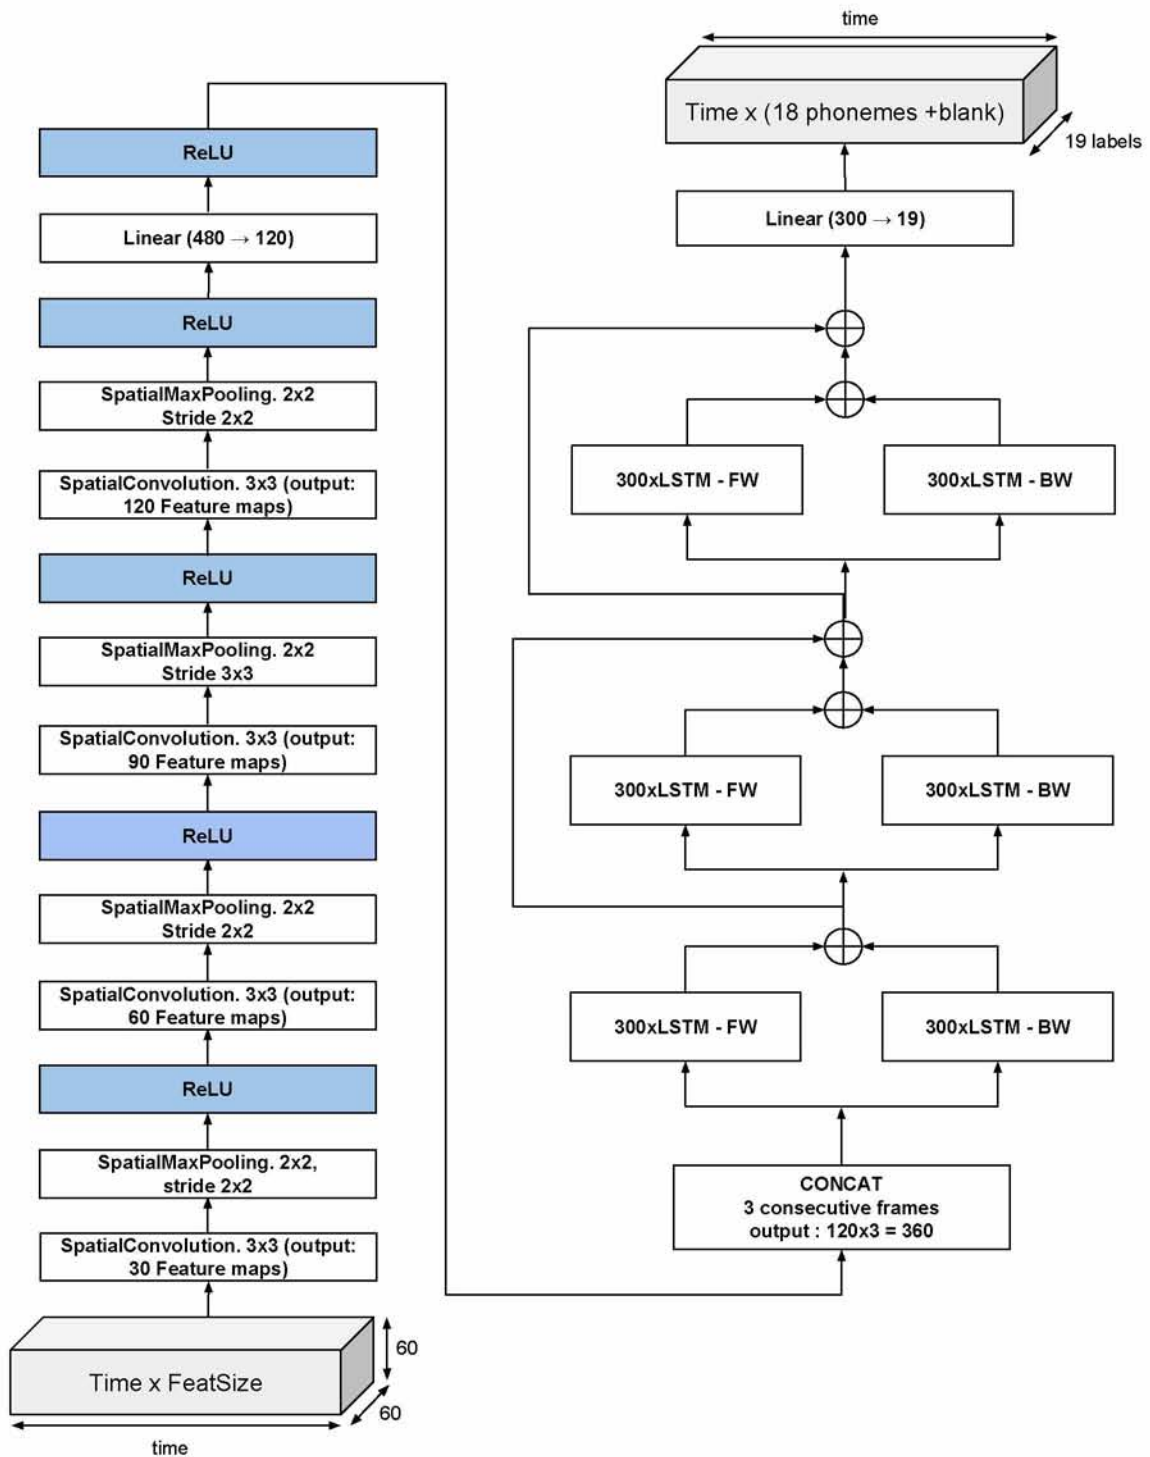 ReLU
Linear (480 → 120)
ReLU
SpatialMaxPooling. 2x2
Stride 2x2
SpatialConvolution. 3x3 (output:
120 Feature maps)
ReLU
SpatialMaxPooling. 2x2
Stride 3x3
SpatialConvolution. 3x3 (output:
90 Feature maps)
ReLU
SpatialMaxPooling. 2x2
Stride 2x2
SpatialConvolution. 3x3 (output:
60 Feature maps)
ReLU
SpatialMaxPooling. 2x2,
stride 2x2
SpatialConvolution. 3x3 (output:
30 Feature maps)
Time x FeatSize
60
60
time
time
Time x (18 phonemes +blank)
19 labels
Linear (300 → 19)
300xLSTM - FW
300xLSTM - BW
300xLSTM - FW
300xLSTM - BW
300xLSTM - FW
300xLSTM - BW
CONCAT
3 consecutive frames
output : 120x3 = 360